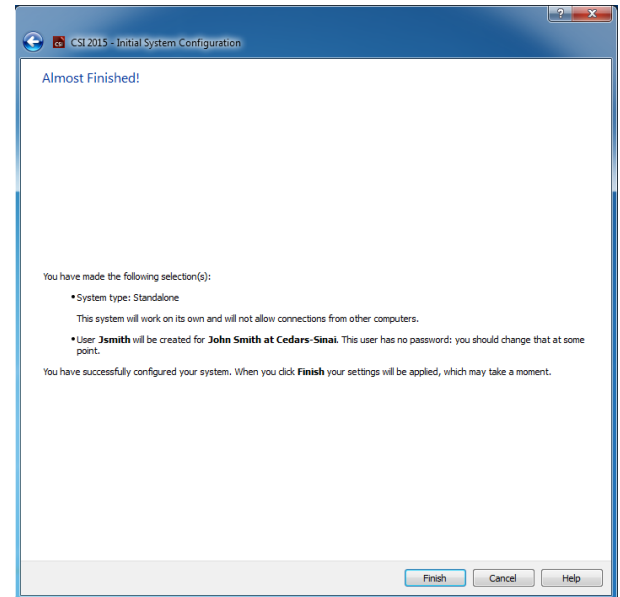 ?
X
CSI 2015 - Initial System Configuration
Almost Finished!
You have made the following selection(s):
• System type: Standalone
This system will work on its own and will not allow connections from other computers.
• User Jsmith will be created for John Smith at Cedars-Sinai. This user has no password: you should change that at some
point.
You have successfully configured your system. When you click Finish your settings will be applied, which may take a moment.
Finish Cancel Help